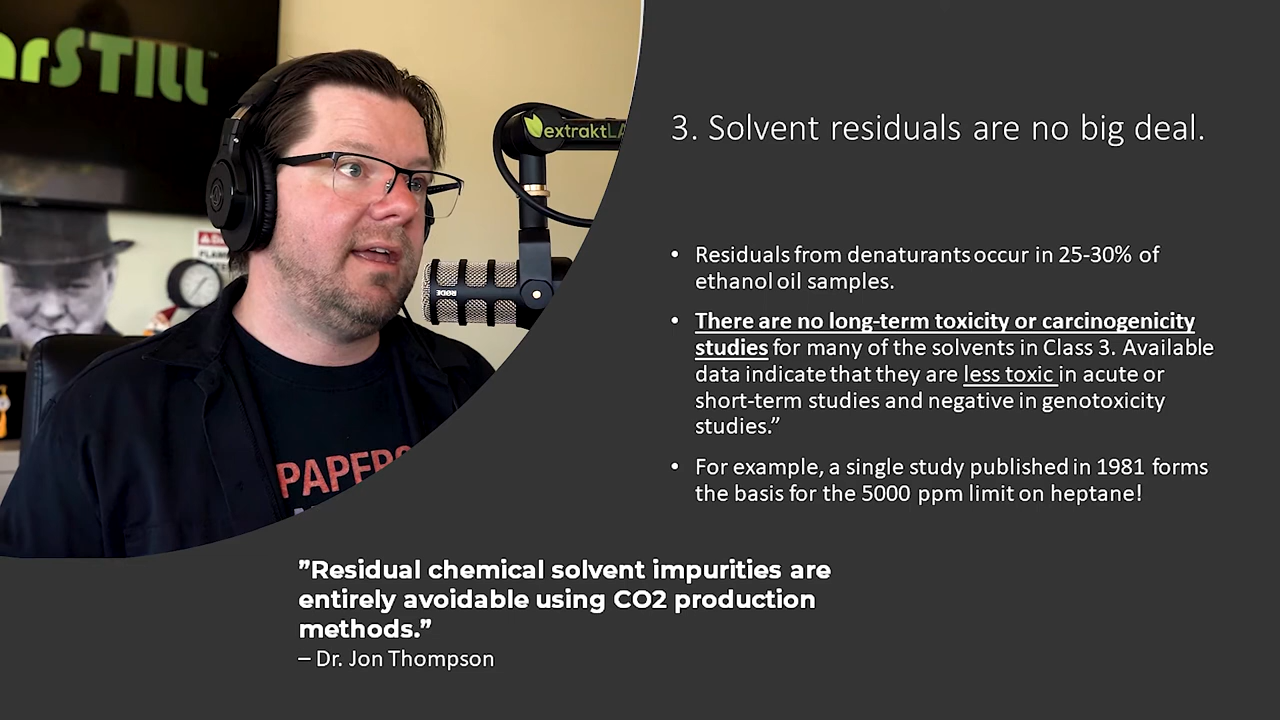 arSTILL
extraktLA
FLAM
RØDE
PAPERS
3. Solvent residuals are no big deal.
• Residuals from denaturants occur in 25-30% of
ethanol oil samples.
• There are no long-term toxicity or carcinogenicity
studies for many of the solvents in Class 3. Available
data indicate that they are less toxic in acute or
short-term studies and negative in genotoxicity
studies.”
• For example, a single study published in 1981 forms
the basis for the 5000 ppm limit on heptane!
”Residual chemical solvent impurities are
entirely avoidable using CO2 production
methods.”
– Dr. Jon Thompson